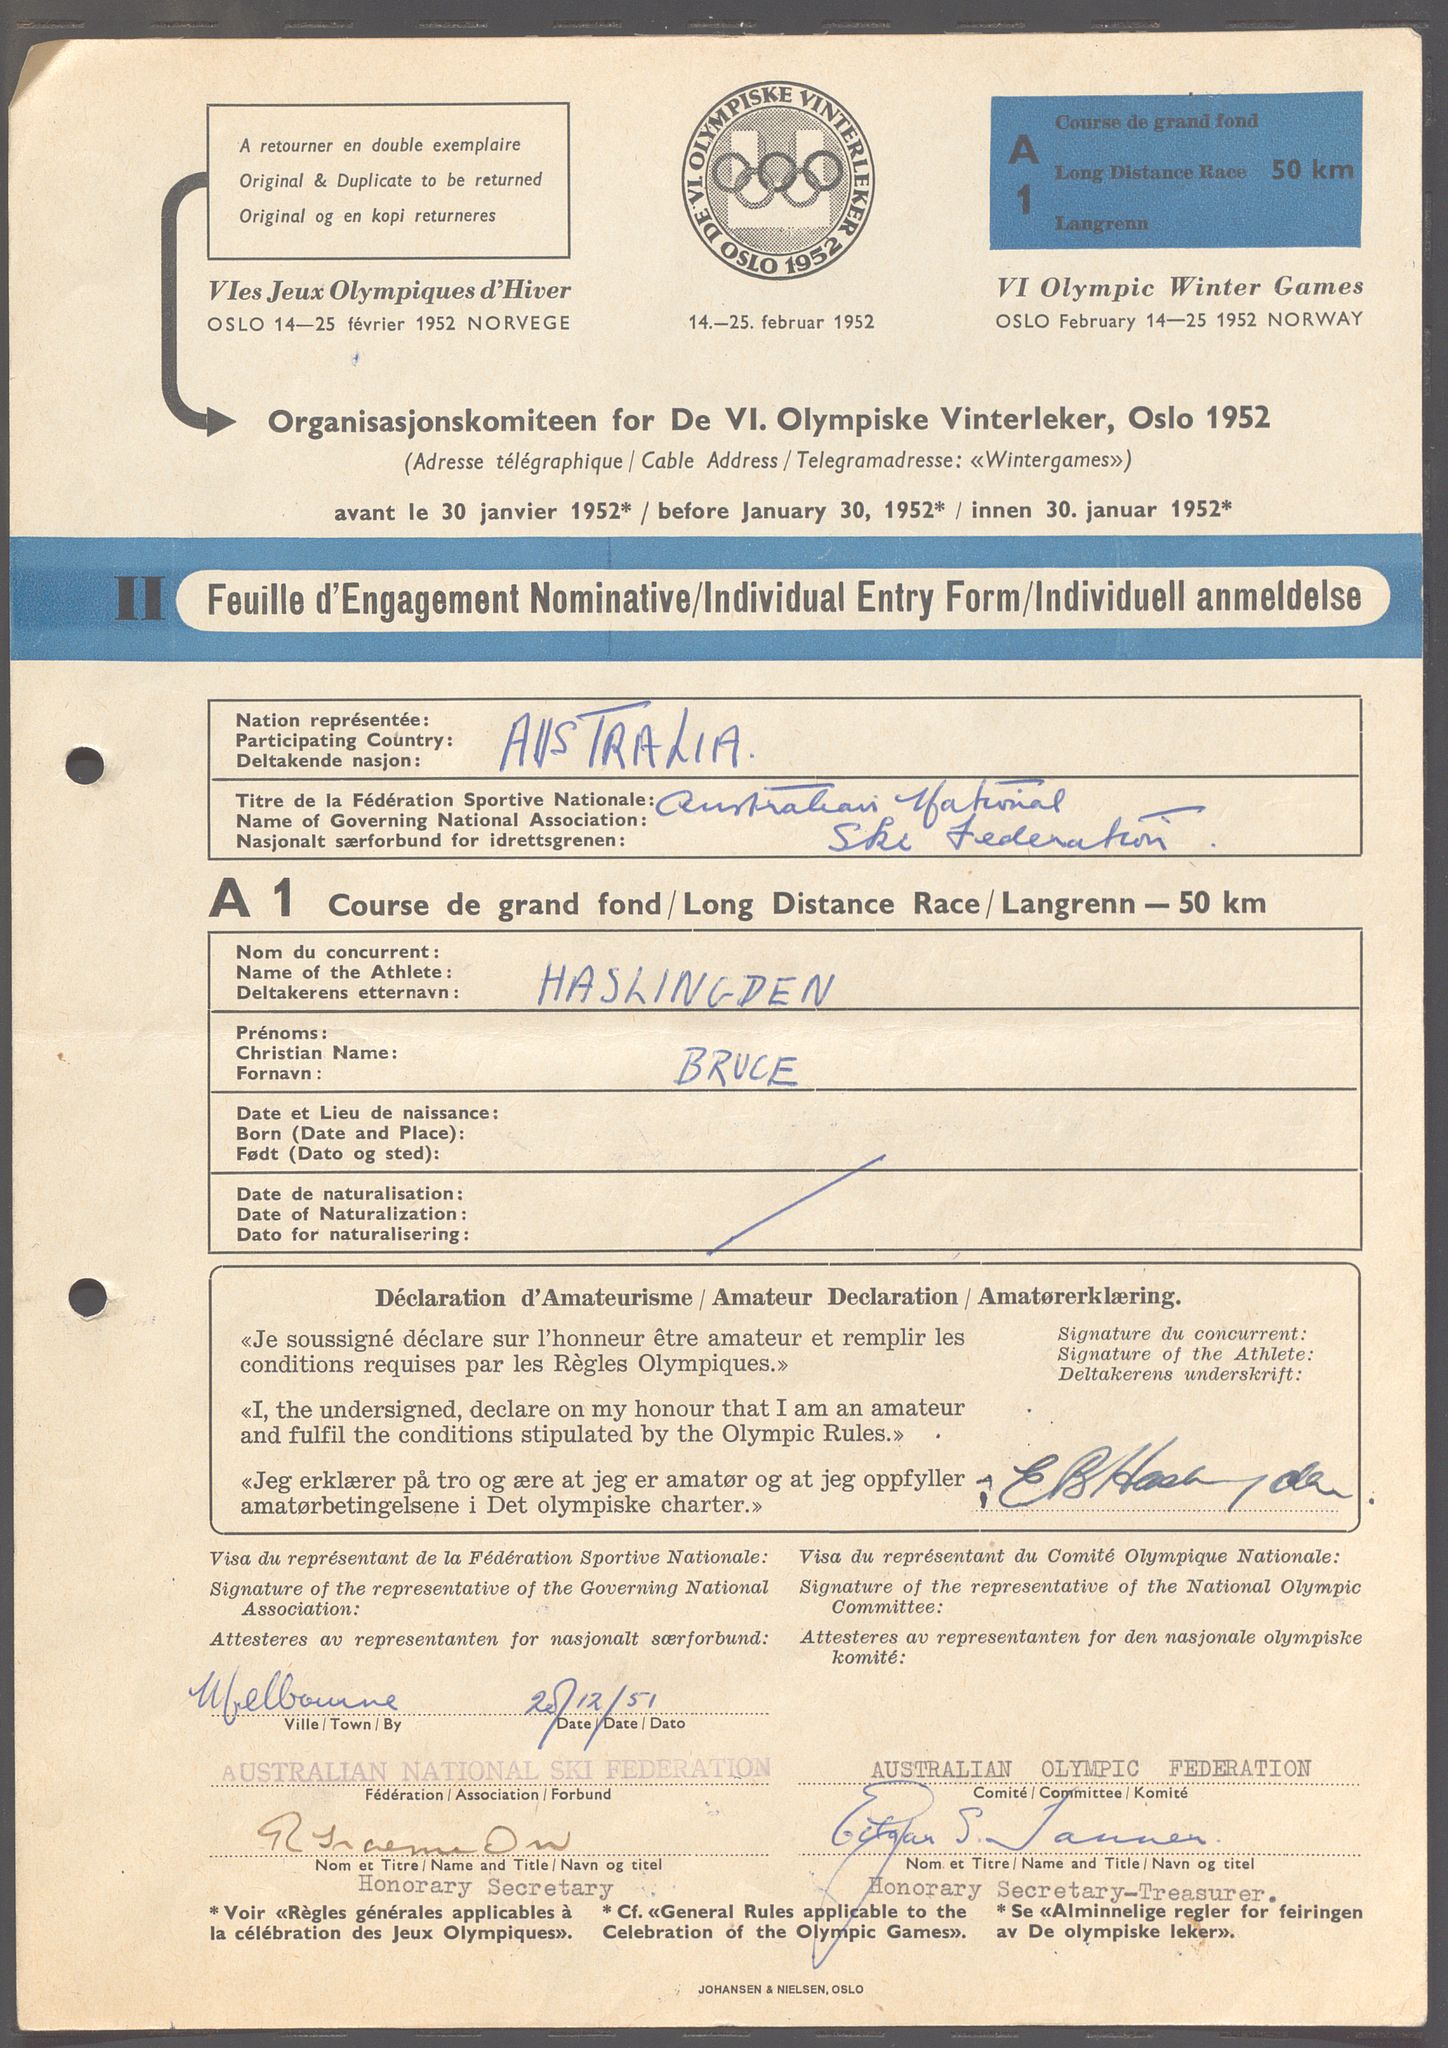 A retourner en double exemplaire
Original & Duplicate to be returned
Original og en kopi returneres
DE VI. OLYMPISKE VINTERLEKER OSLO 1952
A 1
Course de grand fond
Long Distance Race 50 km
Langrenn
VIes Jeux Olympiques d'Hiver
OSLO 14—25 février 1952 NORVEGE
14.—25. februar 1952
VI Olympic Winter Games
OSLO February 14—25 1952 NORWAY
Organisasjonskomiteen for De VI. Olympiske Vinterleker, Oslo 1952
(Adresse télégraphique / Cable Address / Telegramadresse: «Wintergames»)
avant le 30 janvier 1952* / before January 30, 1952* / innen 30. januar 1952*
II Feuille d'Engagement Nominative/Individual Entry Form/Individuell anmeldelse
Nation représentée:
Participating Country:
Deltakende nasjon:
AUSTRALIA.
Titre de la Fédération Sportive Nationale:
Name of Governing National Association:
Nasjonalt særforbund for idrettsgrenen:
Australian National
Ski Federation.
A 1 Course de grand fond / Long Distance Race / Langrenn — 50 km
Nom du concurrent:
Name of the Athlete:
Deltakerens etternavn:
HASLINGDEN
Prénoms:
Christian Name:
Fornavn:
BRUCE
Date et Lieu de naissance:
Born (Date and Place):
Født (Dato og sted):
Date de naturalisation:
Date of Naturalization:
Dato for naturalisering:
Déclaration d'Amateurisme / Amateur Declaration / Amatørerklæring.
«Je soussigné déclare sur l'honneur être amateur et remplir les
conditions requises par les Règles Olympiques.»
«I, the undersigned, declare on my honour that I am an amateur
and fulfil the conditions stipulated by the Olympic Rules.»
«Jeg erklærer på tro og ære at jeg er amatør og at jeg oppfyller
amatørbetingelsene i Det olympiske charter.»
Signature du concurrent:
Signature of the Athlete:
Deltakerens underskrift:
E B Haslingden.
Visa du représentant de la Fédération Sportive Nationale:
Signature of the representative of the Governing National
Association:
Attesteres av representanten for nasjonalt særforbund:
Visa du représentant du Comité Olympique Nationale:
Signature of the representative of the National Olympic
Committee:
Attesteres av representanten for den nasjonale olympiske
komité:
Melbourne
Ville / Town / By
/12/51
Date / Date / Dato
AUSTRALIAN NATIONAL SKI FEDERATION
Fédération / Association / Forbund
AUSTRALIAN OLYMPIC FEDERATION
Comité / Committee / Komité
Nom et Titre / Name and Title / Navn og titel
Honorary Secretary
Edgar S. Tanner.
Nom et Titre / Name and Title / Navn og titel
Honorary Secretary-Treasurer.
* Voir «Règles générales applicables à
la célébration des Jeux Olympiques».
* Cf. «General Rules applicable to the
Celebration of the Olympic Games».
* Se «Alminnelige regler for feiringen
av De olympiske leker».
JOHANSEN & NIELSEN, OSLO